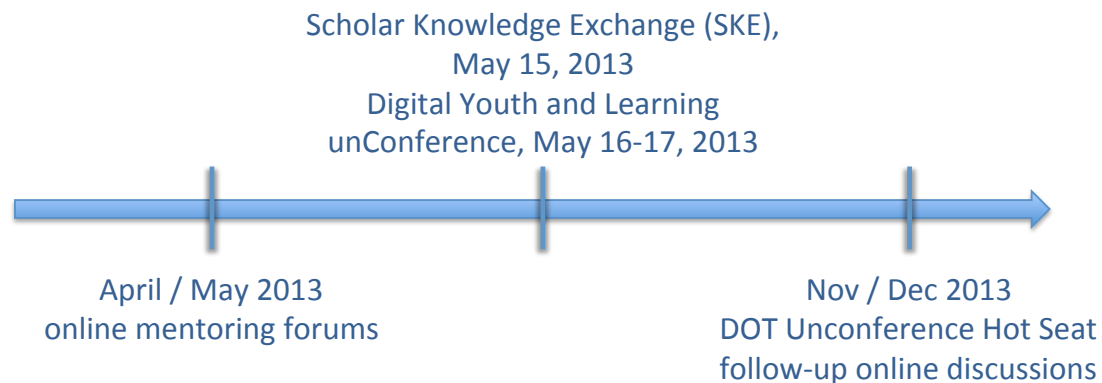 Scholar Knowledge Exchange (SKE),
May 15, 2013
Digital Youth and Learning
unConference, May 16-17, 2013
April / May 2013
online mentoring forums
Nov / Dec 2013
DOT Unconference Hot Seat
follow-up online discussions